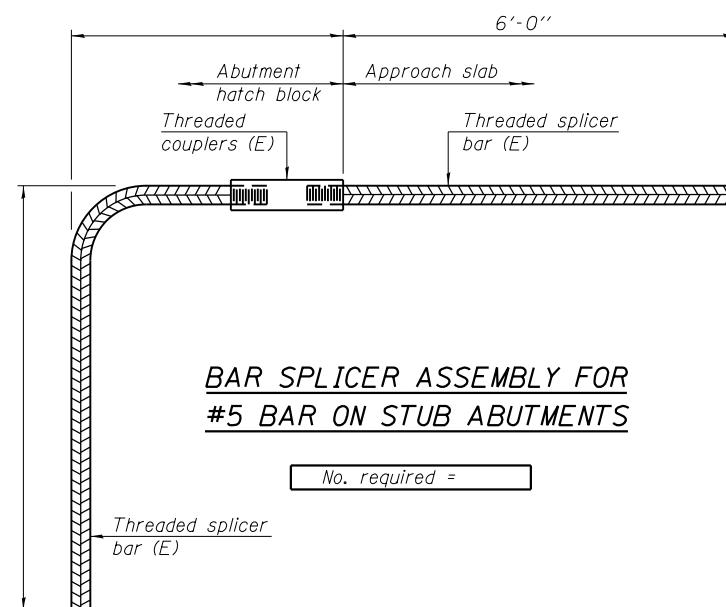 6'-0"
Abutment
hatch block
Approach slab
Threaded
couplers (E)
Threaded splicer
bar (E)
BAR SPLICER ASSEMBLY FOR
#5 BAR ON STUB ABUTMENTS
No. required =
Threaded splicer
bar (E)